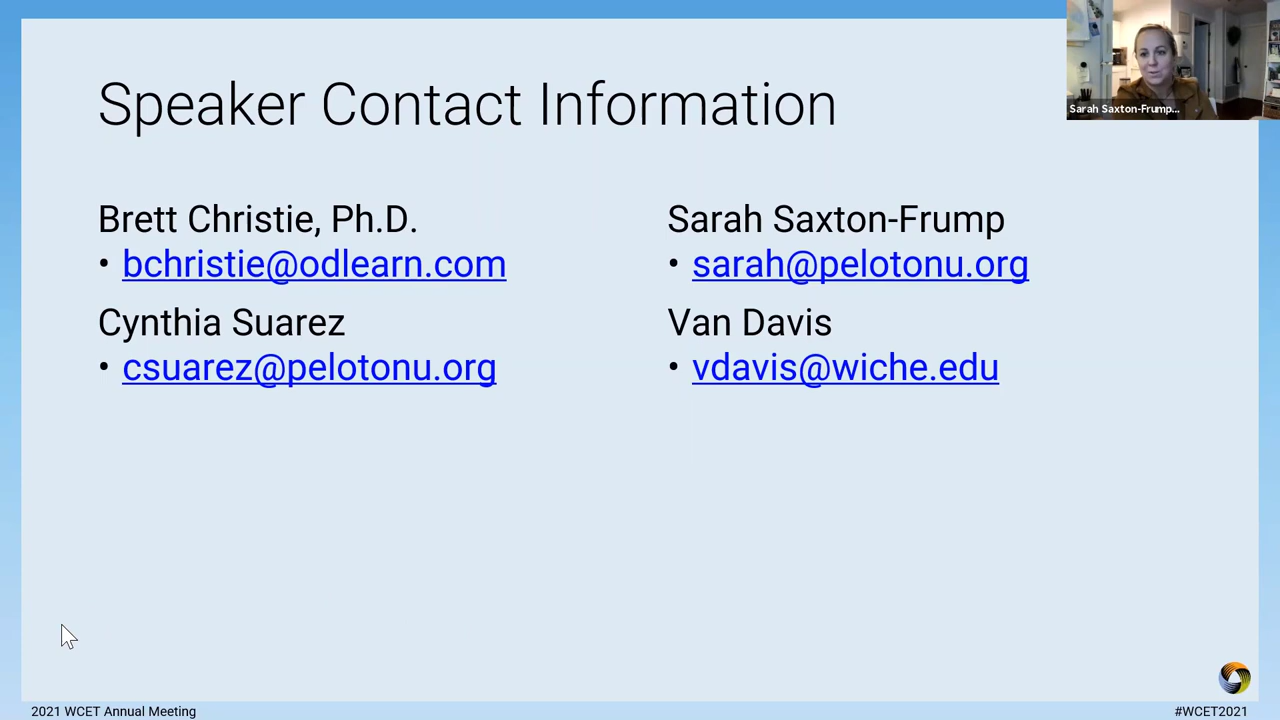 Speaker Contact Information
Sarah Saxton-Frump...
Brett Christie, Ph.D.
• bchristie@odlearn.com
Cynthia Suarez
• csuarez@pelotonu.org
Sarah Saxton-Frump
• sarah@pelotonu.org
Van Davis
• vdavis@wiche.edu
2021 WCET Annual Meeting
#WCET2021